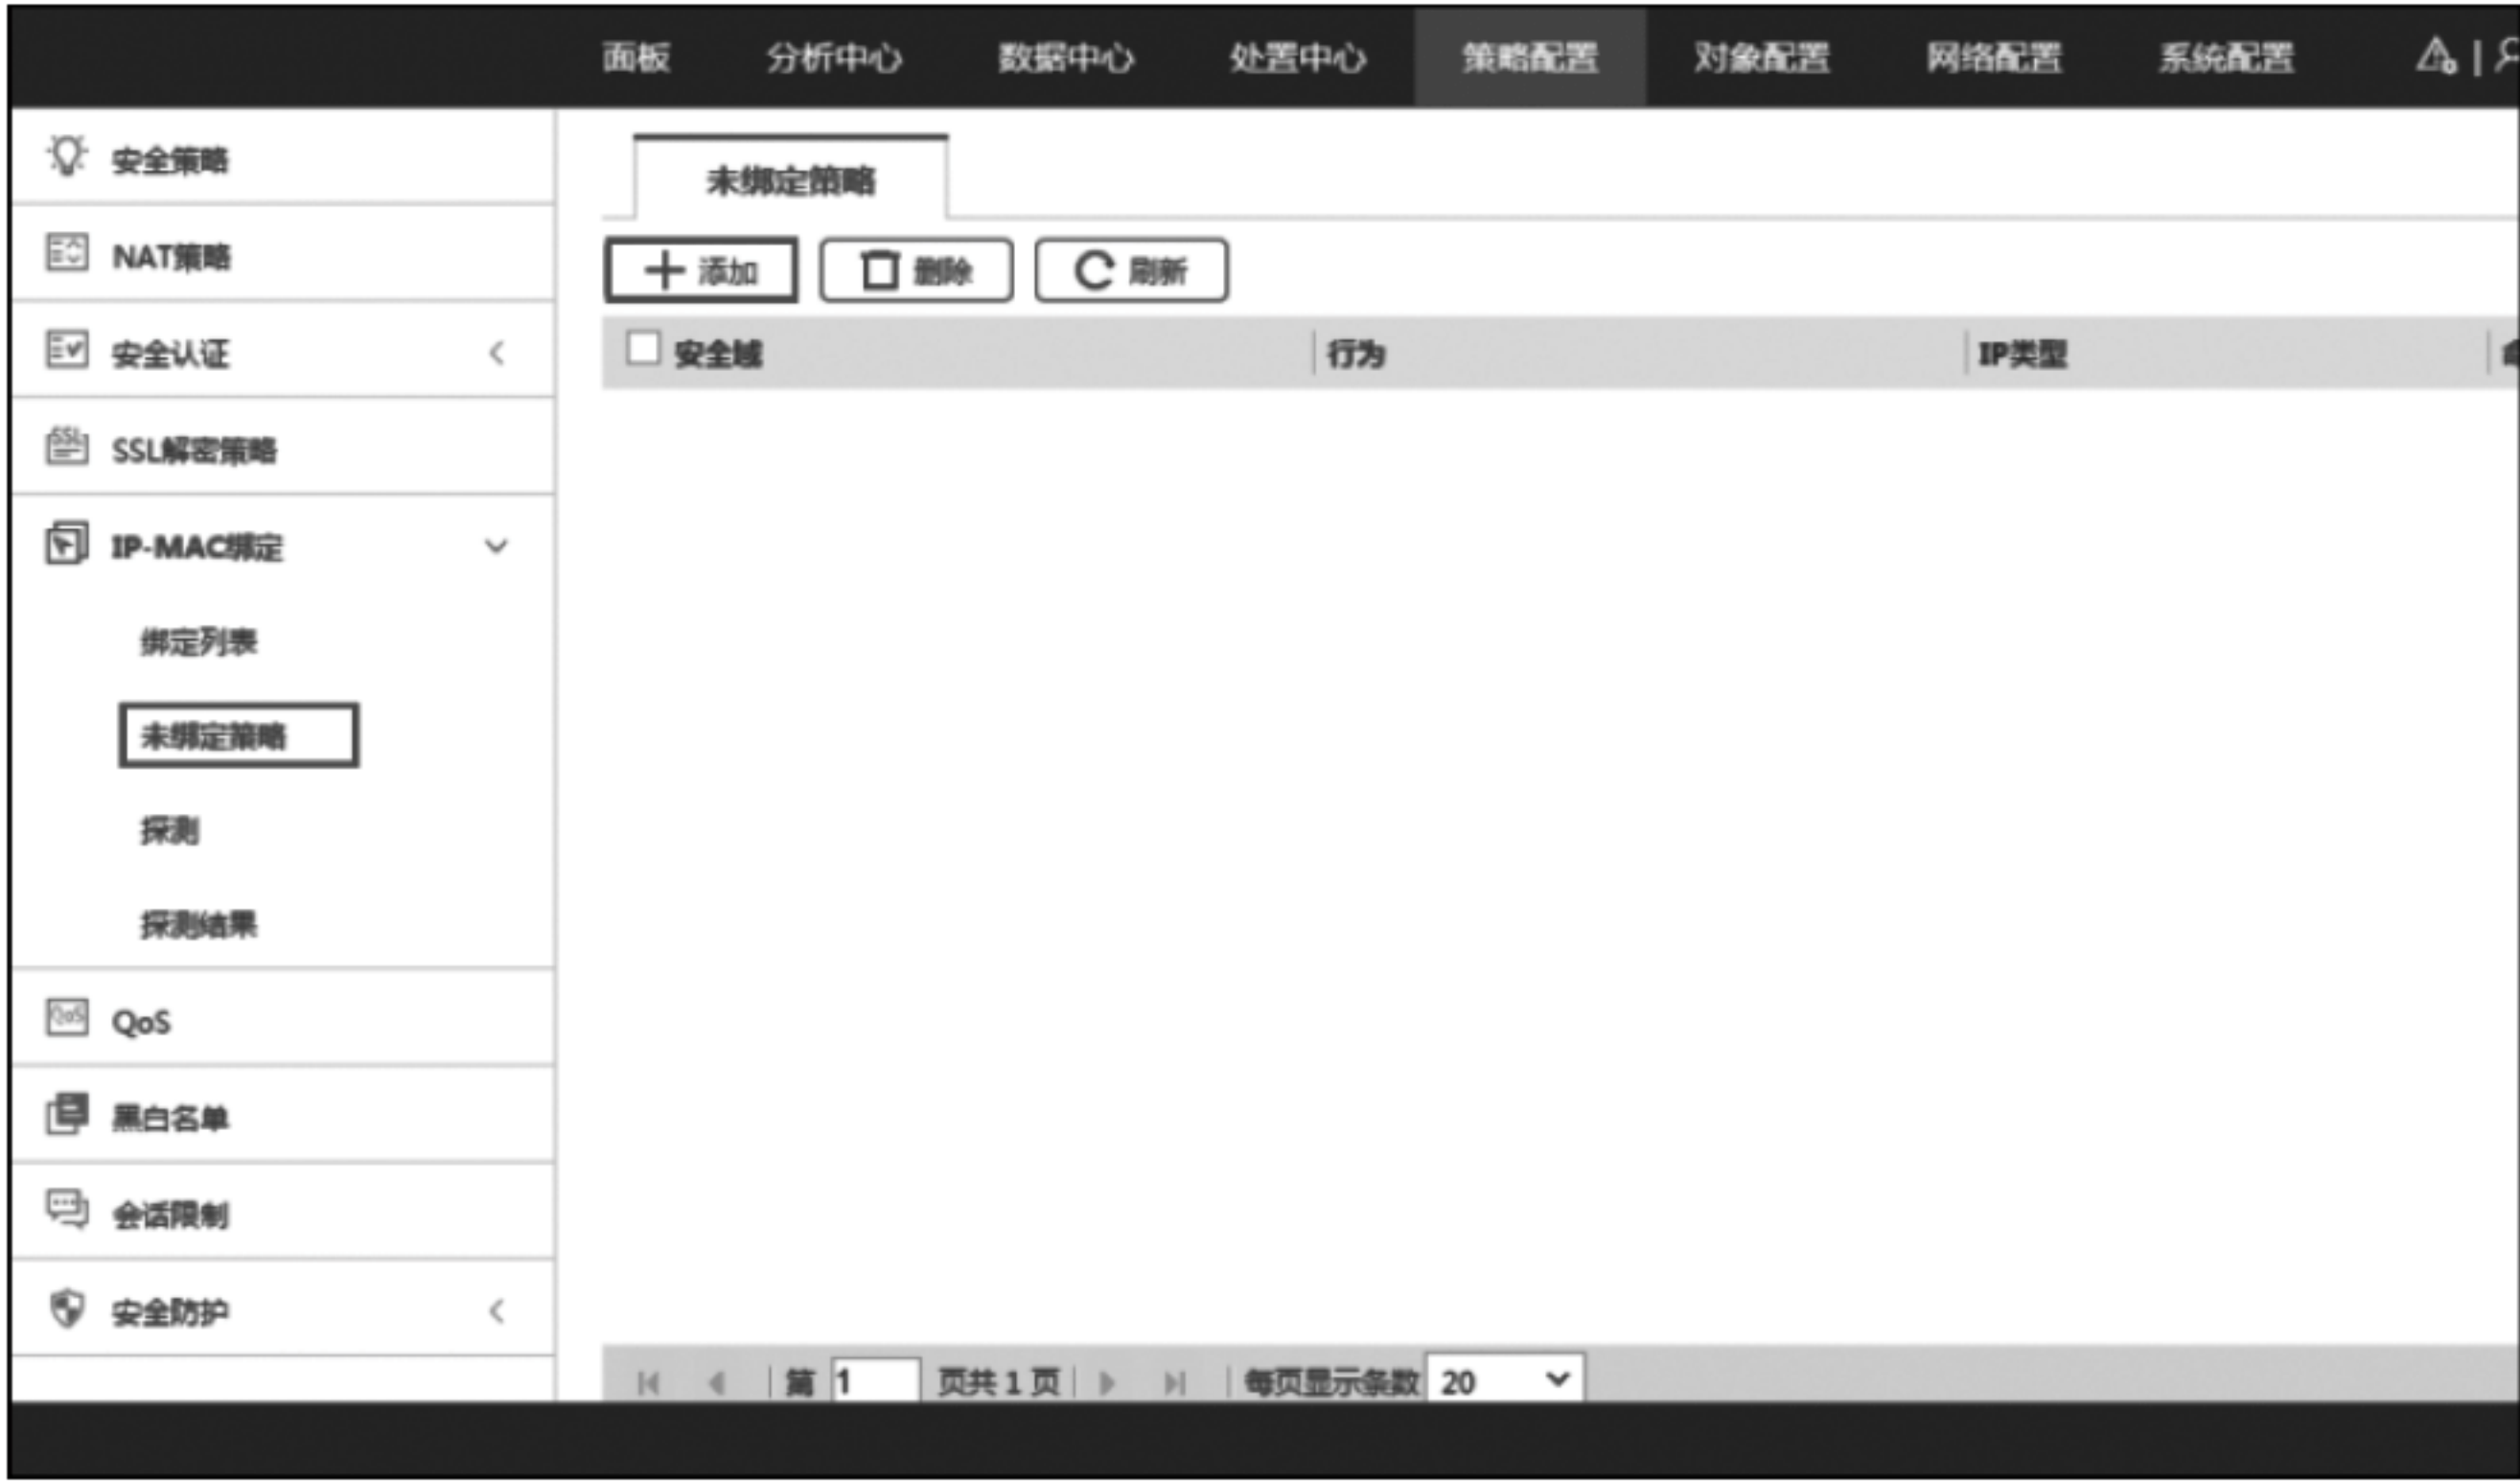 面板 分析中心 数据中心 处置中心 策略配置 对象配置 网络配置 系统配置
安全策略
NAT策略
安全认证
SSL解密策略
IP-MAC绑定
绑定列表
未绑定策略
探测
探测结果
QoS
黑白名单
会话限制
安全防护
未绑定策略
添加 删除 刷新
安全域 行为 IP类型
第 1 页共 1 页 每页显示条数 20